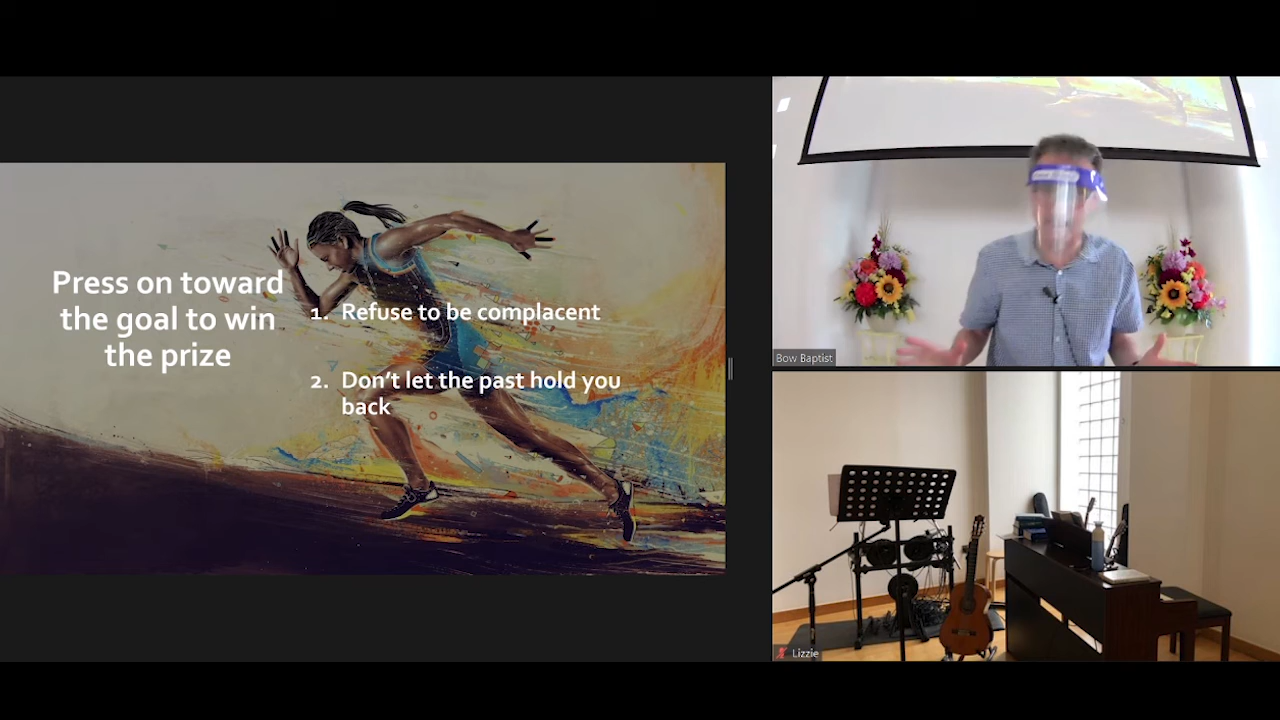 Press on toward
the goal to win
the prize
1. Refuse to be complacent
2. Don't let the past hold you
back
Bow Baptist
Lizzie